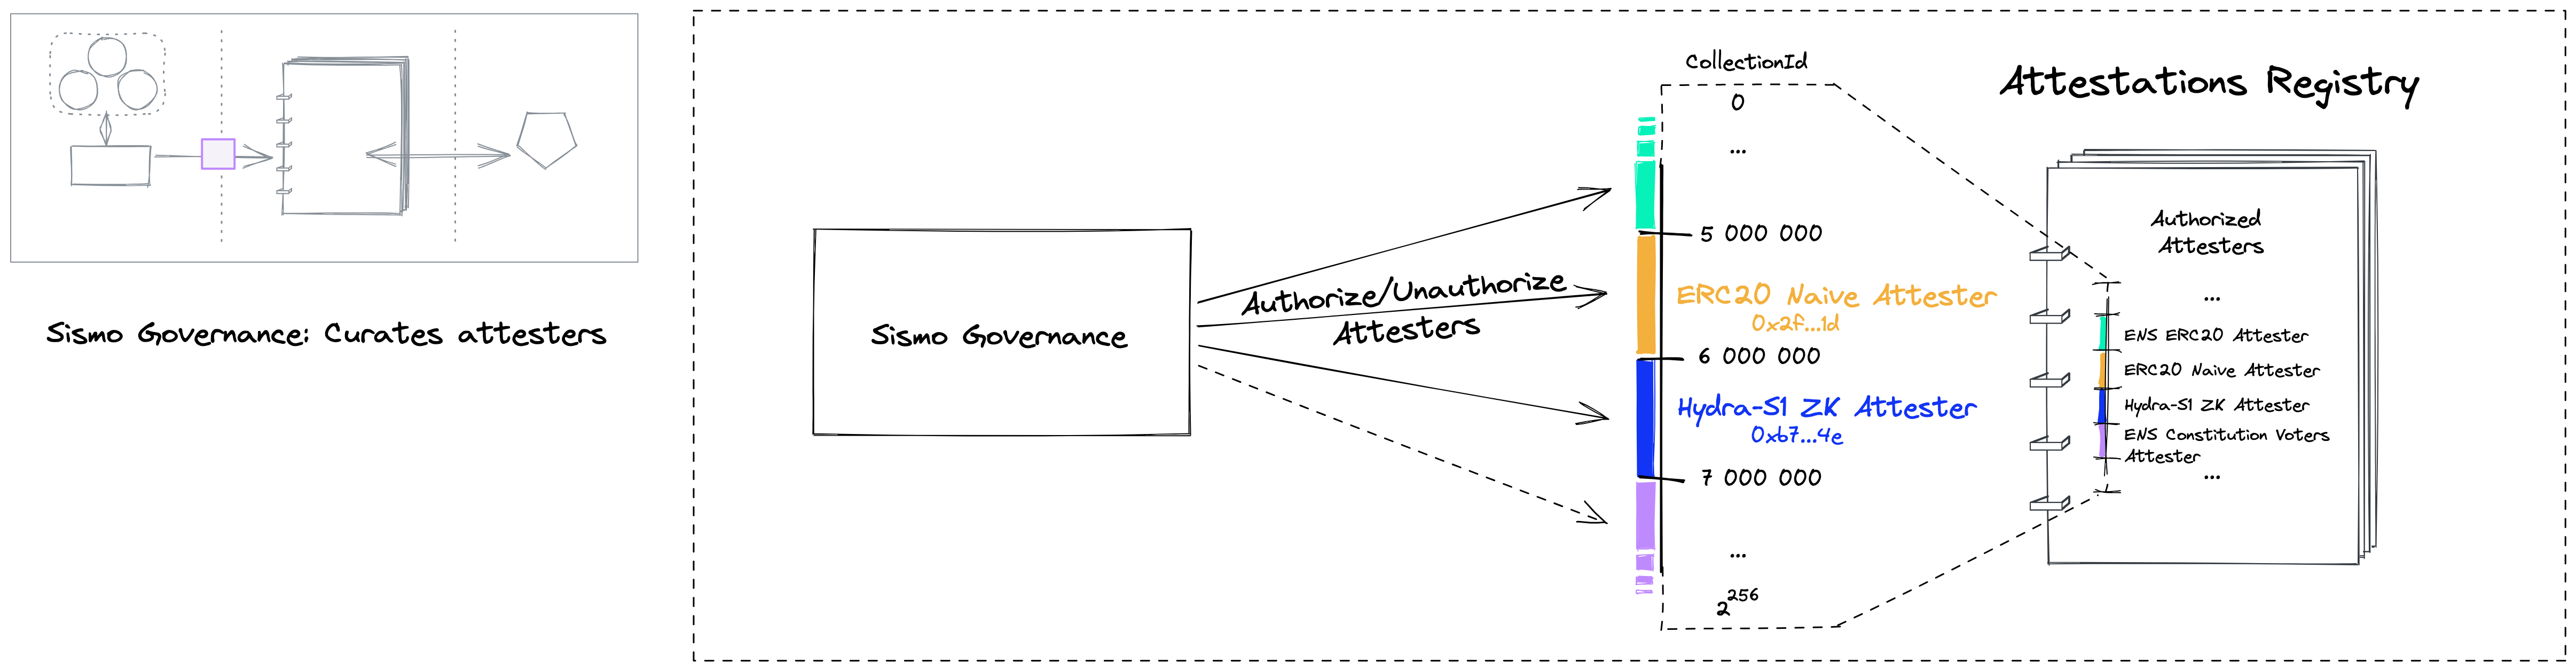 Sismo Governance: Curates attesters
Sismo Governance
Authorize/Unauthorize
Attesters
CollectionId
0
...
5 000 000
ERC20 Naive Attester
0x2f...1d
6 000 000
Hydra-S1 ZK Attester
0xb7...4e
7 000 000
...
2^256
Attestations Registry
Authorized
Attesters
...
ENS ERC20 Attester
ERC20 Naive Attester
Hydra-S1 ZK Attester
ENS Constitution Voters
Attester
...